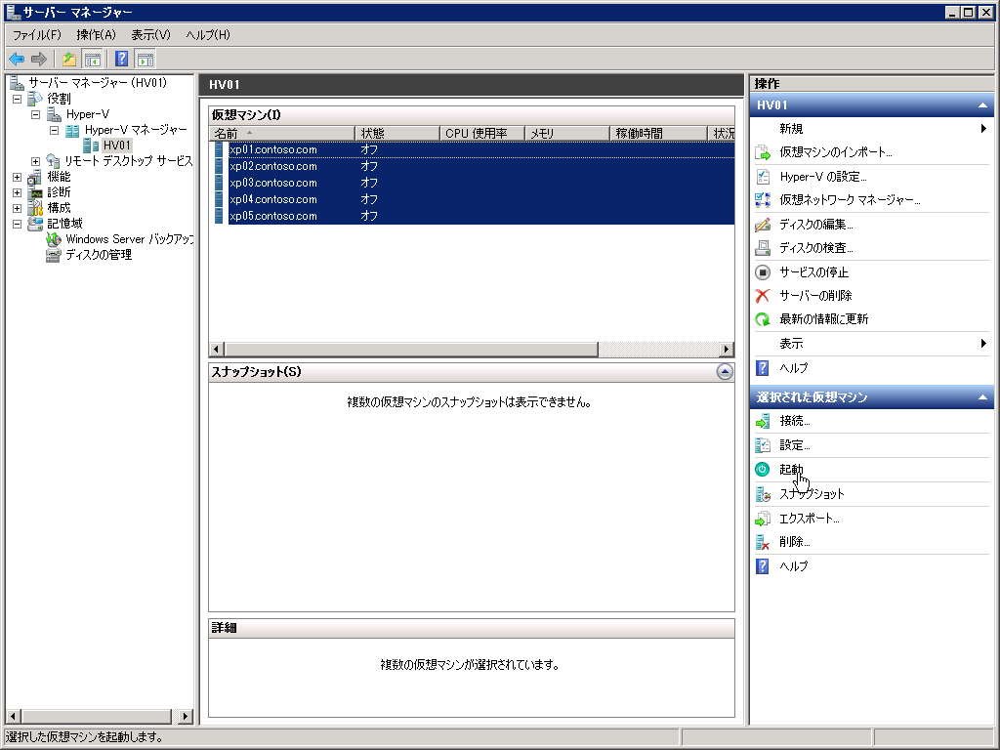 サーバー マネージャー
ファイル(F) 操作(A) 表示(V) ヘルプ(H)
サーバー マネージャー (HV01)
役割
Hyper-V
Hyper-V マネージャー
HV01
リモート デスクトップ サービス
機能
診断
構成
記憶域
Windows Server バックアップ
ディスクの管理
HV01
仮想マシン(I)
名前 状態 CPU 使用率 メモリ 稼働時間 状況
xp01.contoso.com オフ
xp02.contoso.com オフ
xp03.contoso.com オフ
xp04.contoso.com オフ
xp05.contoso.com オフ
スナップショット(S)
複数の仮想マシンのスナップショットは表示できません。
詳細
複数の仮想マシンが選択されています。
操作
HV01
新規
仮想マシンのインポート...
Hyper-V の設定...
仮想ネットワーク マネージャー...
ディスクの編集...
ディスクの検査...
サービスの停止
サーバーの削除
最新の情報に更新
表示
ヘルプ
選択された仮想マシン
接続...
設定...
起動
スナップショット
エクスポート...
削除...
ヘルプ
選択した仮想マシンを起動します。